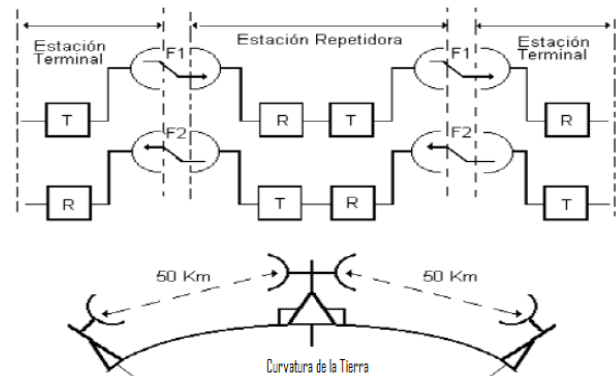 Estación Terminal
F1
Estación Repetidora
F1
Estación Terminal
T
R
T
R
F2
F2
R
T
R
T
50 Km
50 Km
Curvatura de la Tierra